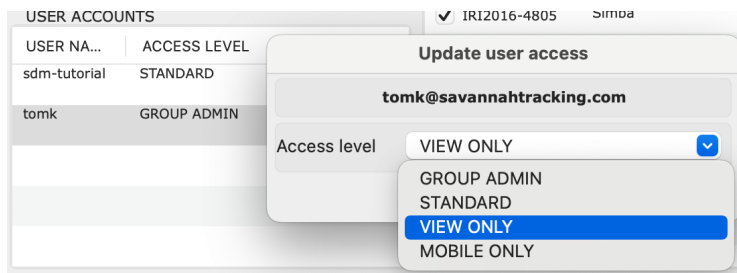 USER ACCOUNTS
USER NA... ACCESS LEVEL
sdm-tutorial STANDARD
tomk GROUP ADMIN
IRI2016-4805 Simba
Update user access
tomk@savannahtracking.com
Access level VIEW ONLY
GROUP ADMIN
STANDARD
VIEW ONLY
MOBILE ONLY